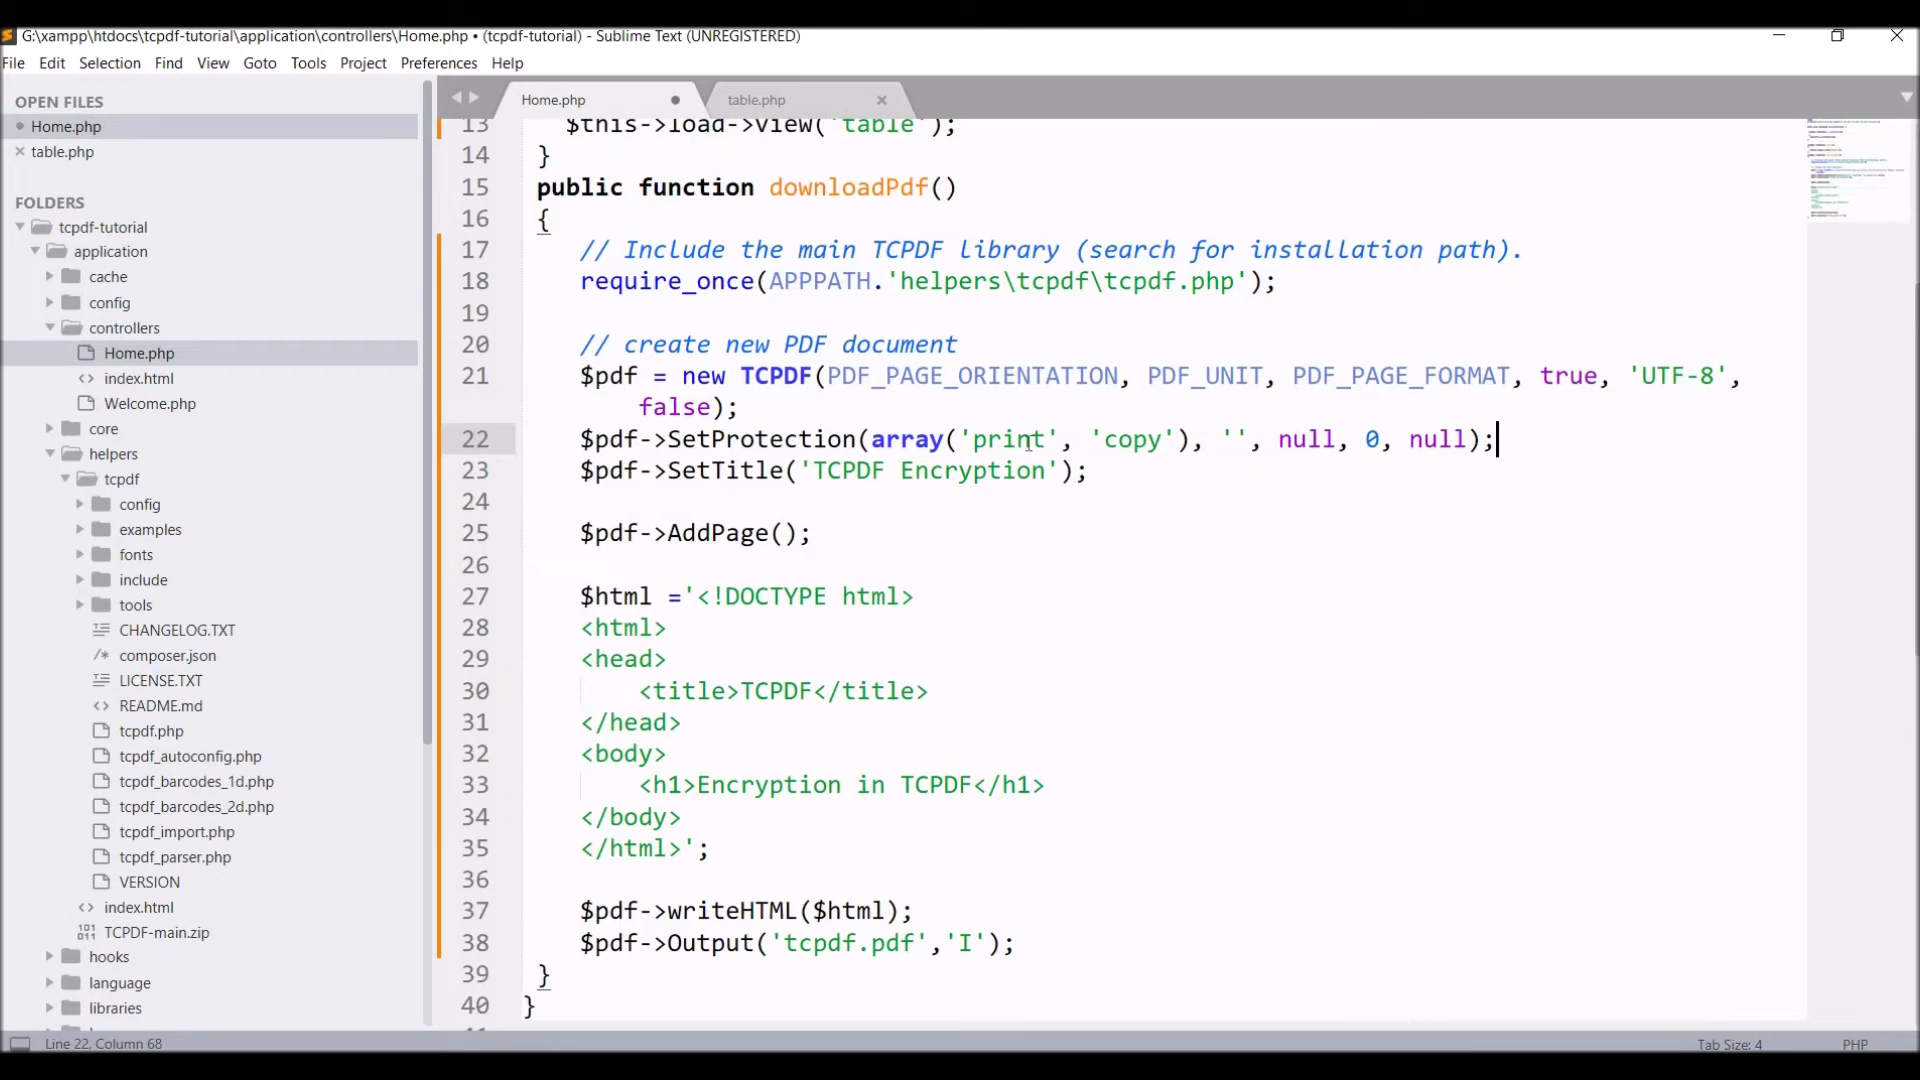 G:\xampp\htdocs\tcpdf-tutorial\application\controllers\Home.php • (tcpdf-tutorial) - Sublime Text (UNREGISTERED)
File Edit Selection Find View Goto Tools Project Preferences Help
OPEN FILES
Home.php
table.php
FOLDERS
tcpdf-tutorial
application
cache
config
controllers
Home.php
index.html
Welcome.php
core
helpers
tcpdf
config
examples
fonts
include
tools
CHANGELOG.TXT
composer.json
LICENSE.TXT
README.md
tcpdf.php
tcpdf_autoconfig.php
tcpdf_barcodes_1d.php
tcpdf_barcodes_2d.php
tcpdf_import.php
tcpdf_parser.php
VERSION
index.html
TCPDF-main.zip
hooks
language
libraries
Home.php table.php
13 $this->load->view('table');
14 }
15 public function downloadPdf()
16 {
17 // Include the main TCPDF library (search for installation path).
18 require_once(APPPATH.'helpers\tcpdf\tcpdf.php');
19
20 // create new PDF document
21 $pdf = new TCPDF(PDF_PAGE_ORIENTATION, PDF_UNIT, PDF_PAGE_FORMAT, true, 'UTF-8',
false);
22 $pdf->SetProtection(array('print', 'copy'), '', null, 0, null);
23 $pdf->SetTitle('TCPDF Encryption');
24
25 $pdf->AddPage();
26
27 $html ='<!DOCTYPE html>
28 <html>
29 <head>
30 <title>TCPDF</title>
31 </head>
32 <body>
33 <h1>Encryption in TCPDF</h1>
34 </body>
35 </html>';
36
37 $pdf->writeHTML($html);
38 $pdf->Output('tcpdf.pdf','I');
39 }
40 }
Line 22, Column 68 Tab Size: 4 PHP